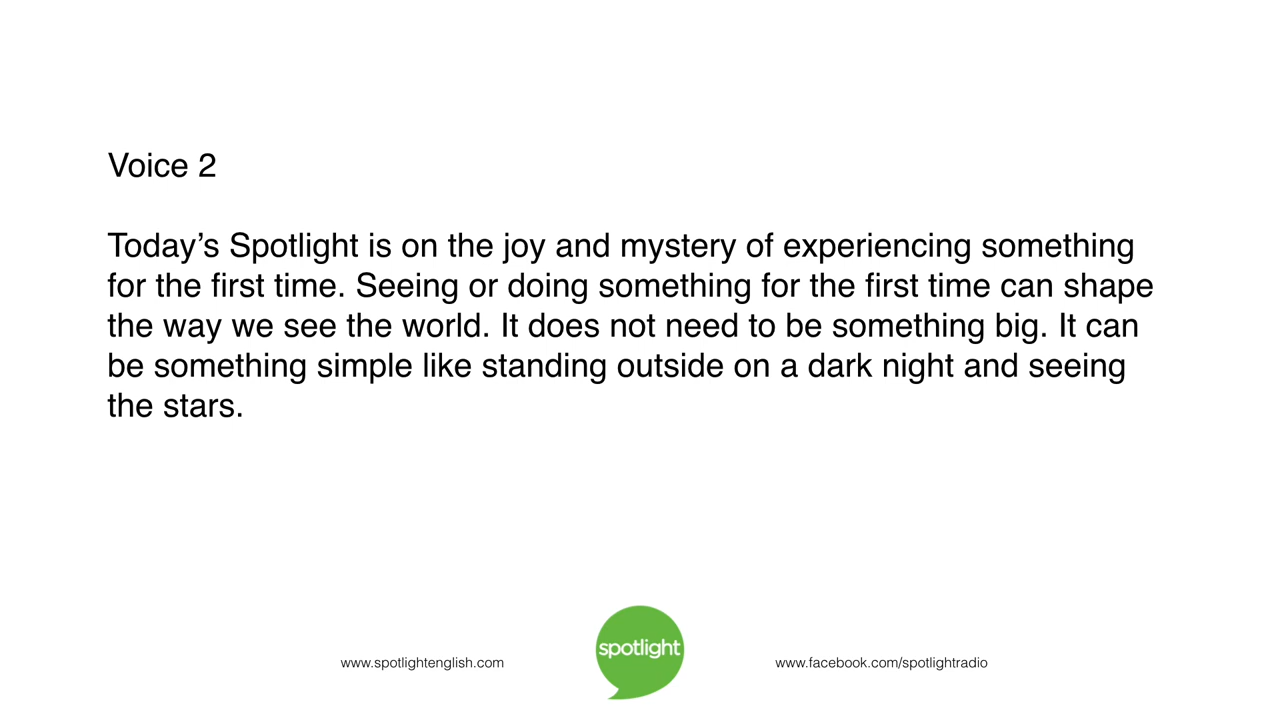 Voice 2
Today’s Spotlight is on the joy and mystery of experiencing something
for the first time. Seeing or doing something for the first time can shape
the way we see the world. It does not need to be something big. It can
be something simple like standing outside on a dark night and seeing
the stars.
www.spotlightenglish.com
spotlight
www.facebook.com/spotlightradio